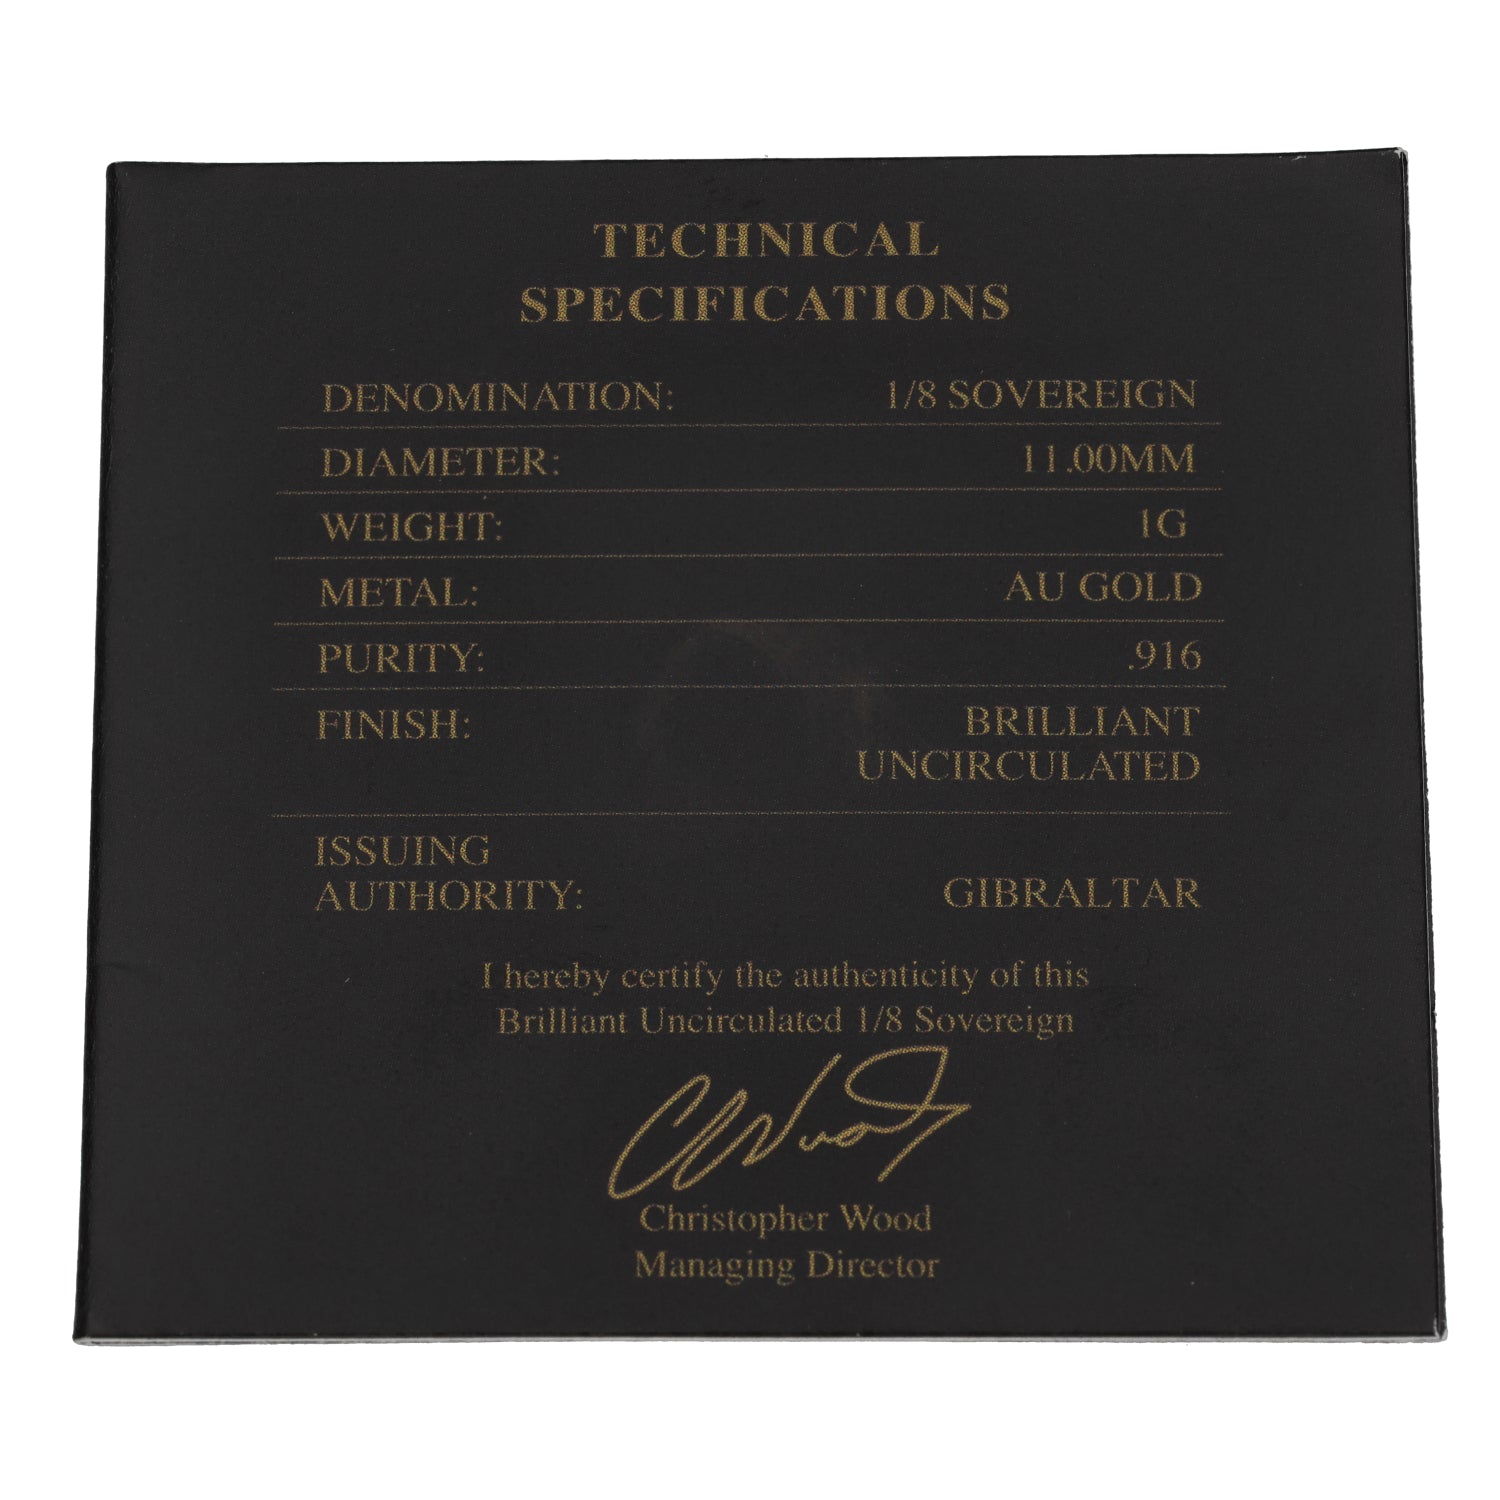 TECHNICAL
SPECIFICATIONS
DENOMINATION: 1/8 SOVEREIGN
DIAMETER: 11.00MM
WEIGHT: 1G
METAL: AU GOLD
PURITY: .916
FINISH: BRILLIANT
UNCIRCULATED
ISSUING
AUTHORITY: GIBRALTAR
I hereby certify the authenticity of this
Brilliant Uncirculated 1/8 Sovereign
Christopher Wood
Managing Director